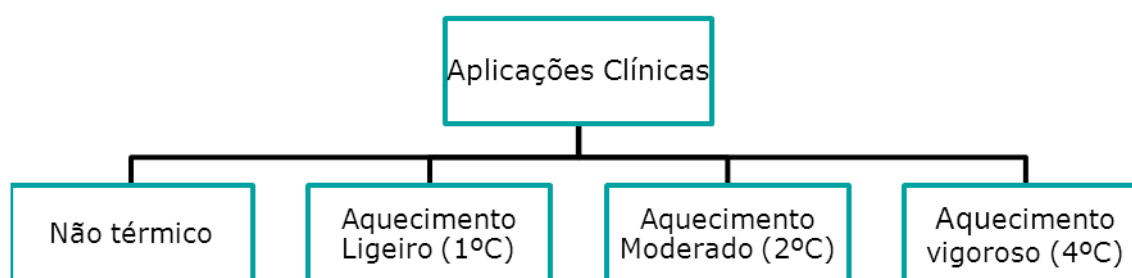 Aplicações Clínicas
Não térmico
Aquecimento
Ligeiro (1ºC)
Aquecimento
Moderado (2ºC)
Aquecimento
vigoroso (4ºC)